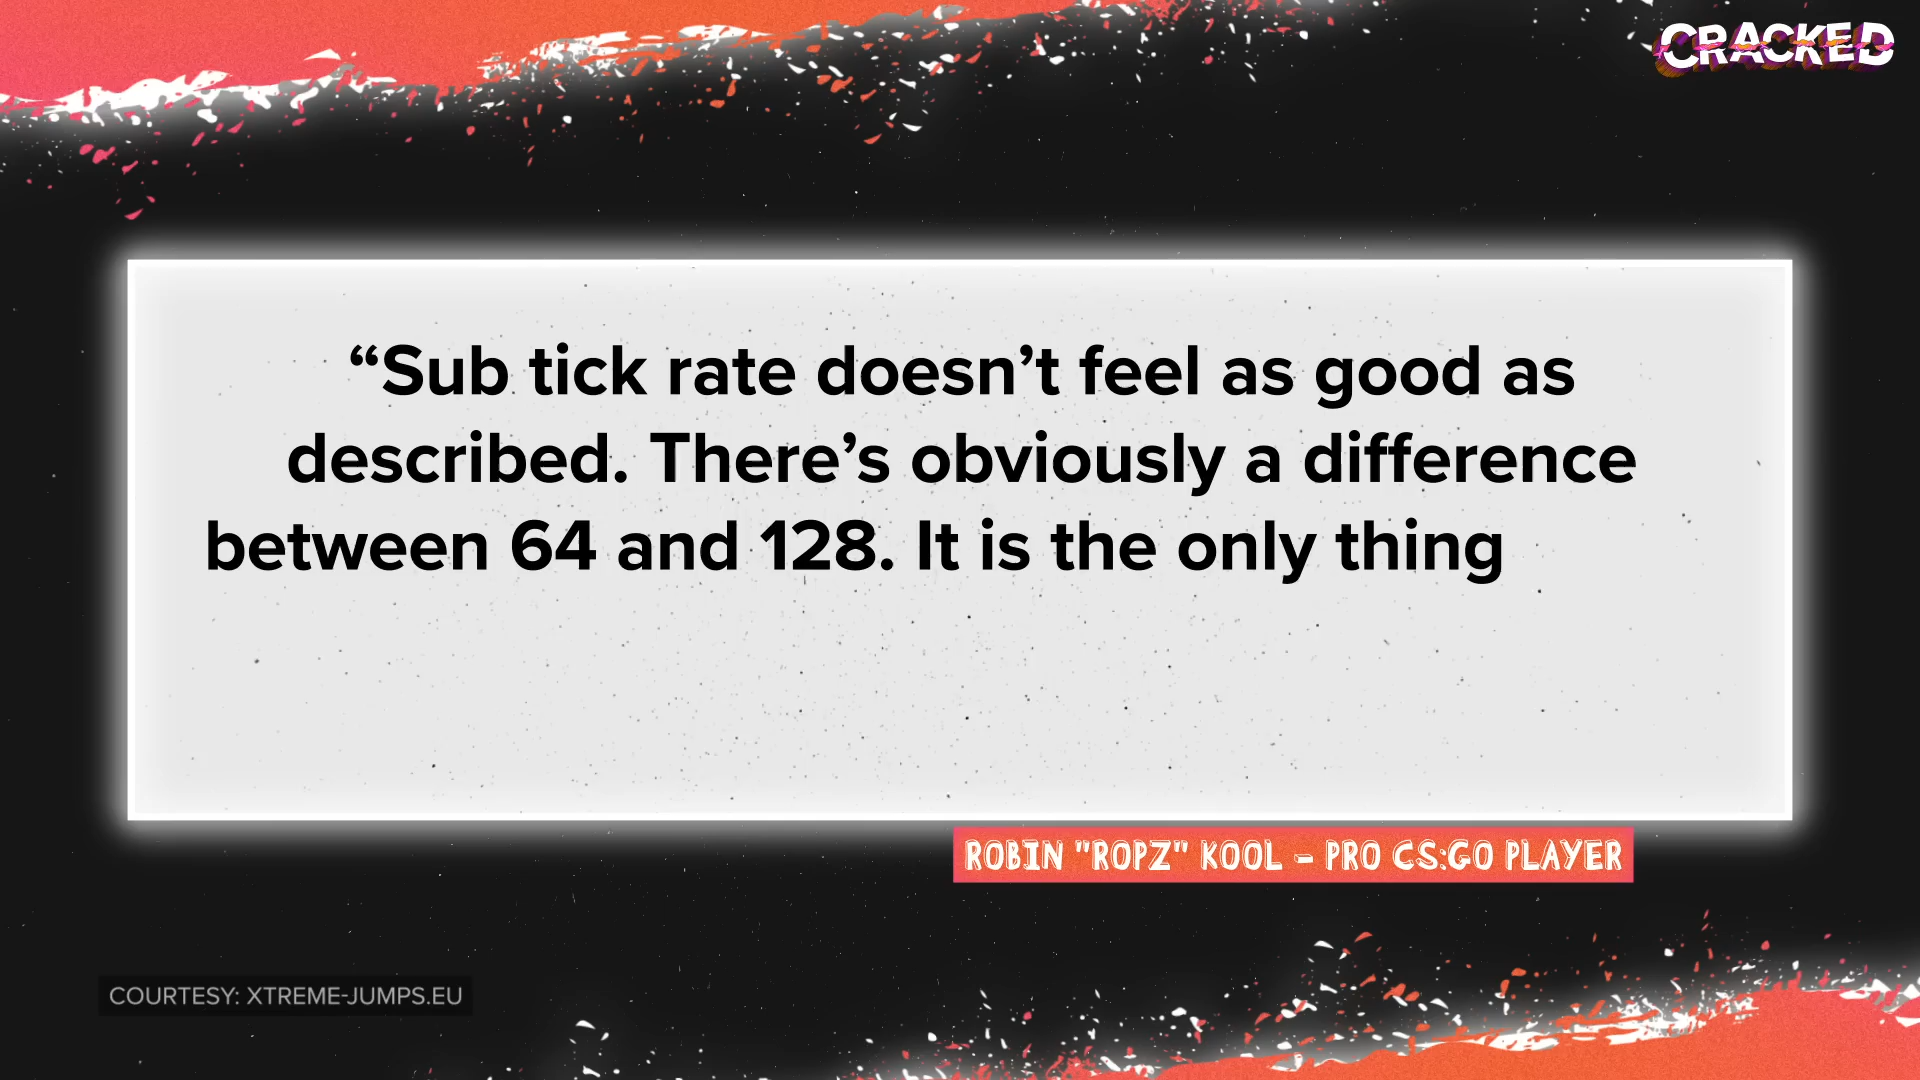 CRACKED
“Sub tick rate doesn’t feel as good as
described. There’s obviously a difference
between 64 and 128. It is the only thing
ROBIN "ROPZ" KOOL - PRO CS:GO PLAYER
COURTESY: XTREME-JUMPS.EU